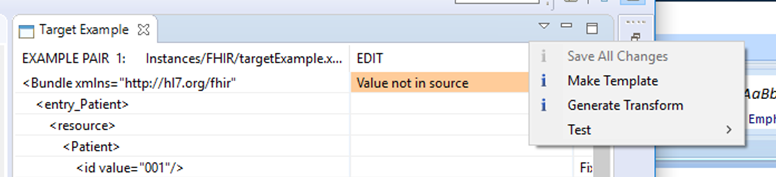 Target Example
EXAMPLE PAIR 1: Instances/FHIR/targetExample.x... EDIT
<Bundle xmlns="http://hl7.org/fhir" Value not in source
<entry_Patient>
<resource>
<Patient>
<id value="001"/> Fix
Save All Changes
Make Template
Generate Transform
Test
AaBb
Emph